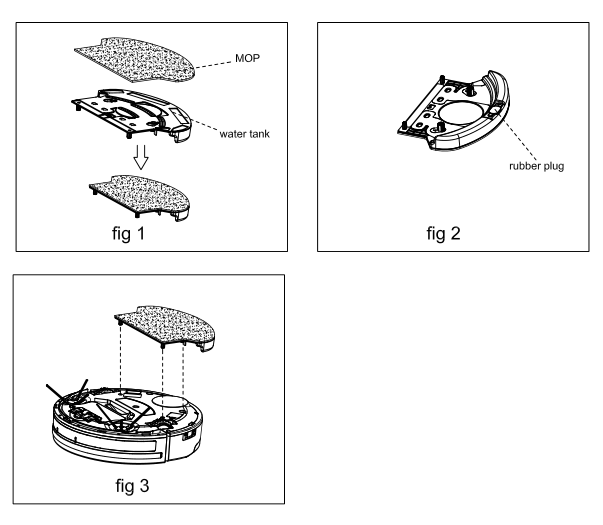 MOP
water tank
fig 1
rubber plug
fig 2
fig 3